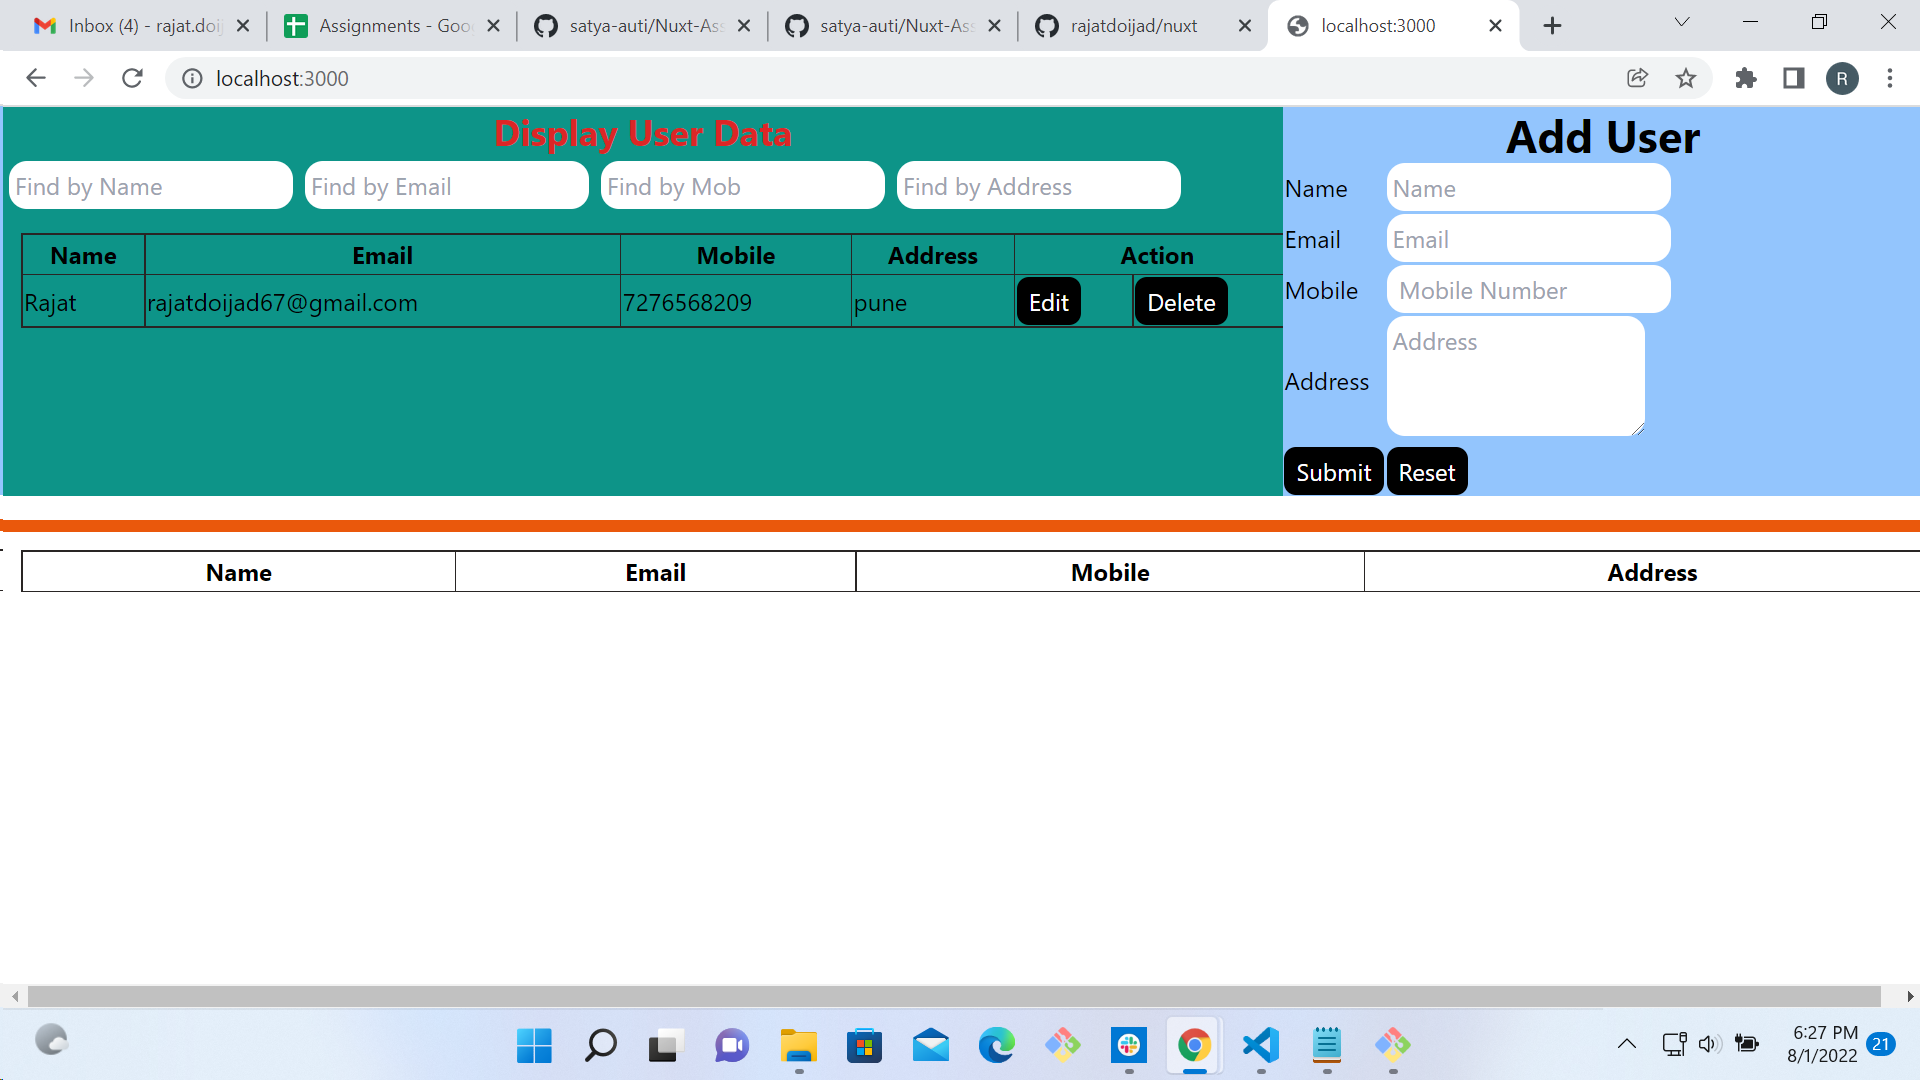 Inbox (4) - rajat.doij
Assignments - Goo
satya-auti/Nuxt-Ass
satya-auti/Nuxt-Ass
rajatdoijad/nuxt
localhost:3000
localhost:3000
R
Display User Data
Find by Name
Find by Email
Find by Mob
Find by Address
Name Email Mobile Address Action
Rajat rajatdoijad67@gmail.com 7276568209 pune Edit Delete
Add User
Name Name
Email Email
Mobile Mobile Number
Address Address
Submit Reset
Name Email Mobile Address
6:27 PM
8/1/2022
21